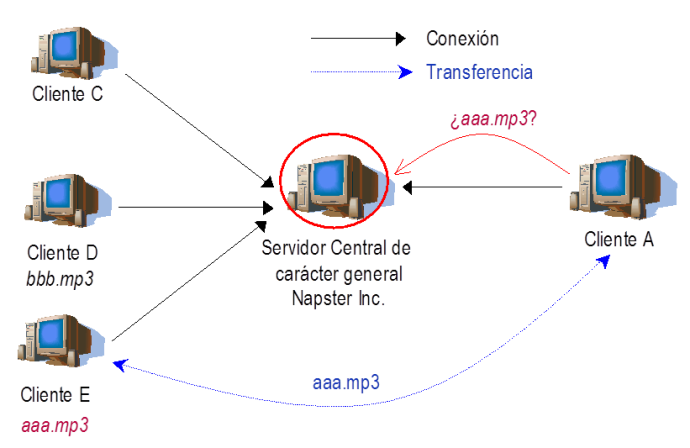 Conexión
Transferencia
Cliente C
¿aaa.mp3?
Cliente D
bbb.mp3
Servidor Central de
carácter general
Napster Inc.
Cliente A
aaa.mp3
Cliente E
aaa.mp3